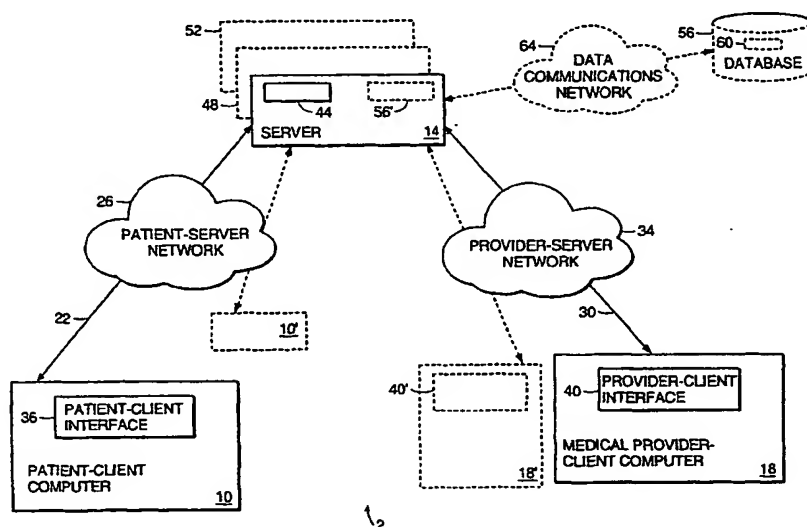 52
48
44
56'
SERVER
14
64
DATA
COMMUNICATIONS
NETWORK
56
60
DATABASE
26
PATIENT-SERVER
NETWORK
34
PROVIDER-SERVER
NETWORK
22
10'
30
36
PATIENT-CLIENT
INTERFACE
PATIENT-CLIENT
COMPUTER
10
40'
18'
40
PROVIDER-CLIENT
INTERFACE
MEDICAL PROVIDER-
CLIENT COMPUTER
18
2